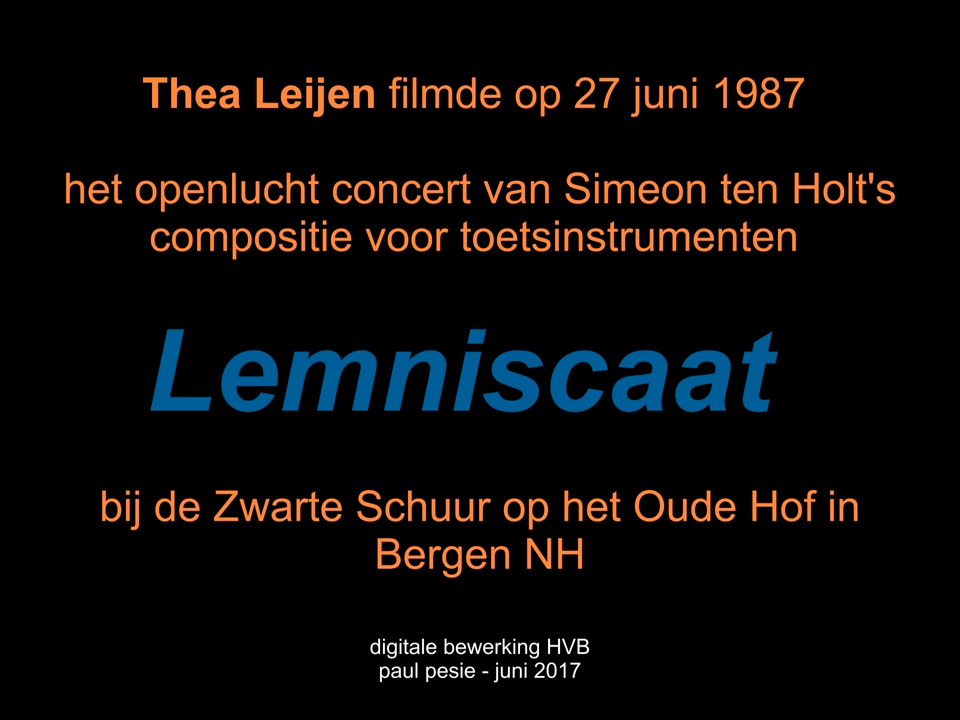 Thea Leijen filmde op 27 juni 1987
het openlucht concert van Simeon ten Holt's
compositie voor toetsinstrumenten
Lemniscaat
bij de Zwarte Schuur op het Oude Hof in
Bergen NH
digitale bewerking HVB
paul pesie - juni 2017